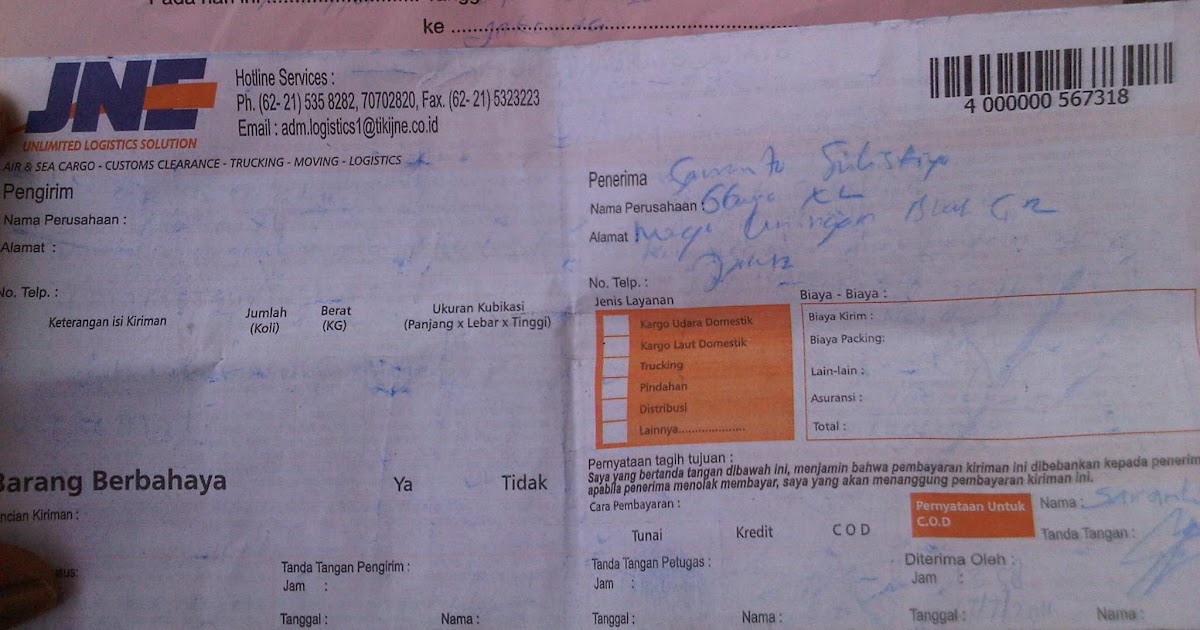 Pada hari ini
ke
JNE
UNLIMITED LOGISTICS SOLUTION
AIR & SEA CARGO - CUSTOMS CLEARANCE - TRUCKING - MOVING - LOGISTICS
Hotline Services :
Ph. (62- 21) 535 8282, 70702820, Fax. (62- 21) 5323223
Email : adm.logistics1@tikijne.co.id
4 000000 567318
Pengirim
Nama Perusahaan :
Alamat :
No. Telp. :
Keterangan isi Kiriman
Jumlah
(Koli)
Berat
(KG)
Ukuran Kubikasi
(Panjang x Lebar x Tinggi)
Penerima
Nama Perusahaan : XL
Alamat
No. Telp. :
Jenis Layanan
Kargo Udara Domestik
Kargo Laut Domestik
Trucking
Pindahan
Distribusi
Lainnya....................
Biaya - Biaya :
Biaya Kirim :
Biaya Packing:
Lain-lain :
Asuransi :
Total :
Barang Berbahaya Ya Tidak
ncian Kiriman :
Pernyataan tagih tujuan :
Saya yang bertanda tangan dibawah ini, menjamin bahwa pembayaran kiriman ini dibebankan kepada penerim
apabila penerima menolak membayar, saya yang akan menanggung pembayaran kiriman ini.
Cara Pembayaran :
Tunai Kredit C O D
Pernyataan Untuk
C.O.D
Nama :
Tanda Tangan :
Tanda Tangan Pengirim :
Jam :
Tanggal : Nama :
Tanda Tangan Petugas :
Jam :
Tanggal : Nama :
Diterima Oleh :
Jam :
Tanggal : Nama :